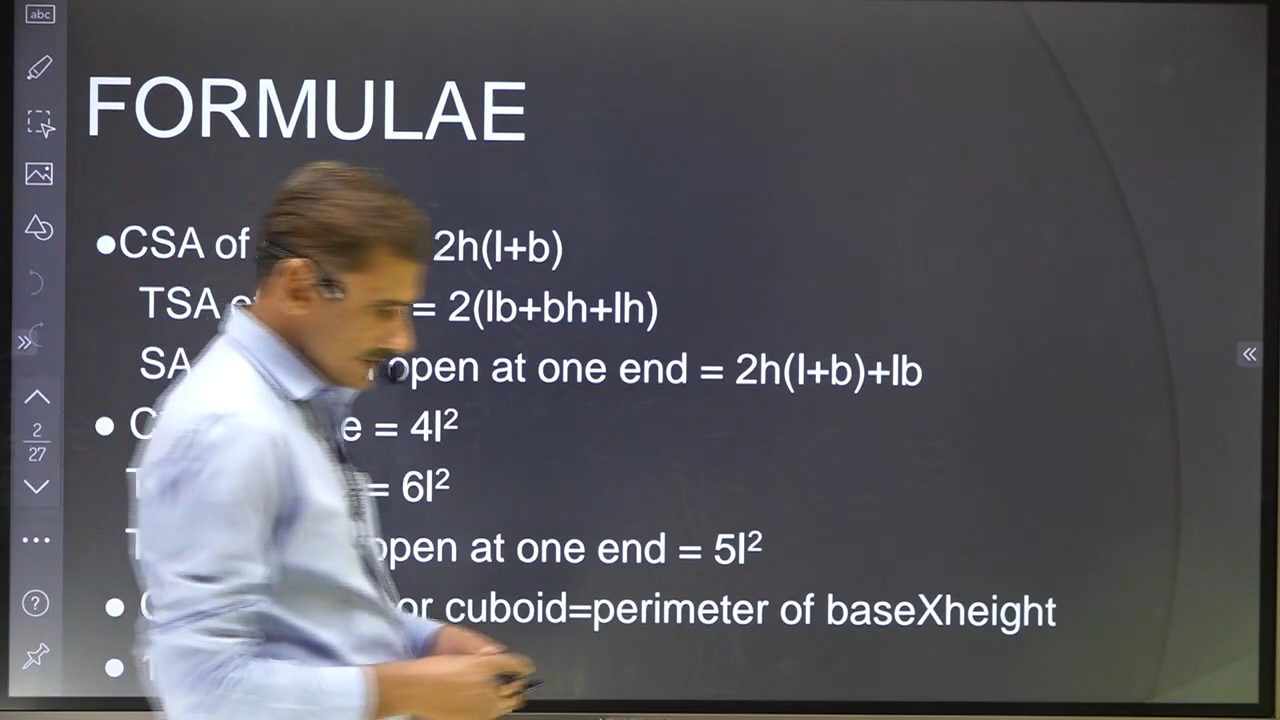 abc
FORMULAE
●CSA of 2h(l+b)
TSA = 2(lb+bh+lh)
SA open at one end = 2h(l+b)+lb
● = 4l²
= 6l²
open at one end = 5l²
● or cuboid=perimeter of baseXheight
●
2
27